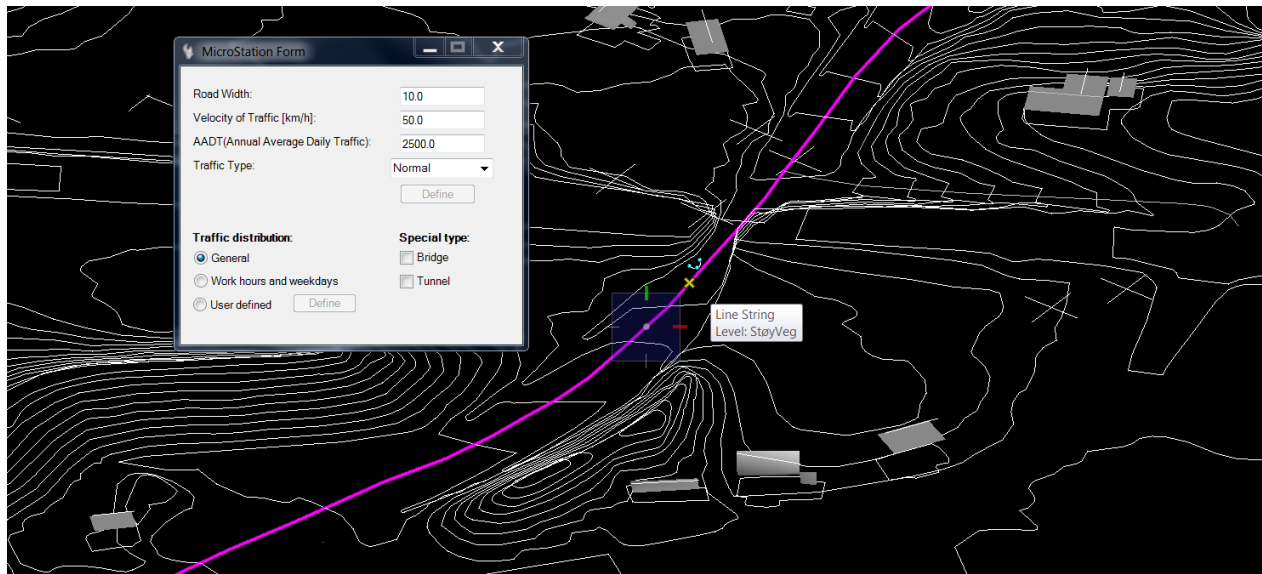 MicroStation Form
Road Width:
10.0
Velocity of Traffic [km/h]:
50.0
AADT(Annual Average Daily Traffic):
2500.0
Traffic Type:
Normal
Define
Traffic distribution:
Special type:
General
Bridge
Work hours and weekdays
Tunnel
User defined
Define
Line String
Level: StøyVeg